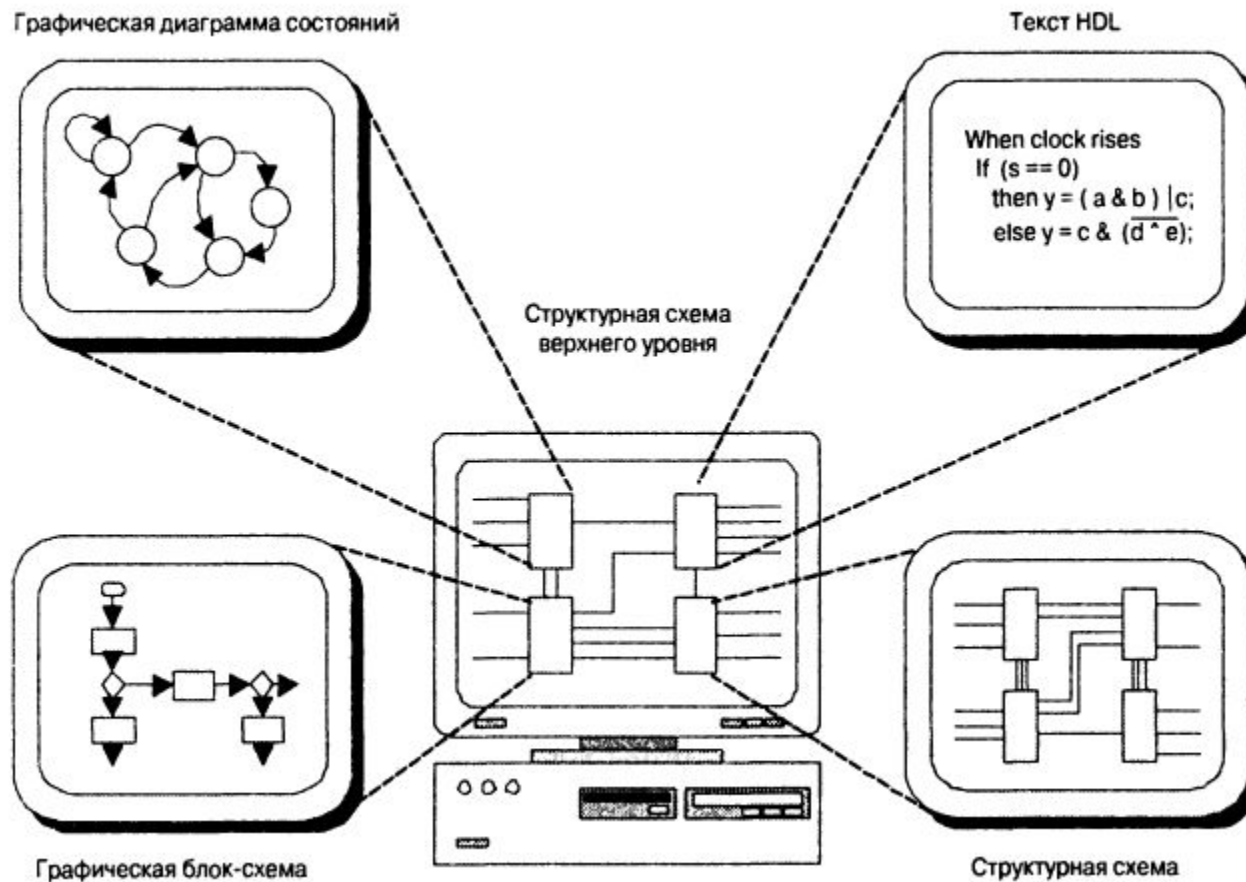 Графическая диаграмма состояний
Текст HDL
When clock rises
If (s == 0)
then y = ( a & b ) |c;
else y = c & (d ^ e);
Структурная схема
верхнего уровня
Графическая блок-схема
Структурная схема